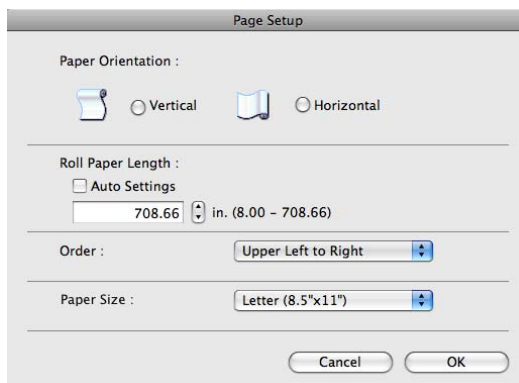 Page Setup
Paper Orientation :
Vertical Horizontal
Roll Paper Length :
Auto Settings
708.66 in. (8.00 - 708.66)
Order : Upper Left to Right
Paper Size : Letter (8.5"x11")
Cancel OK